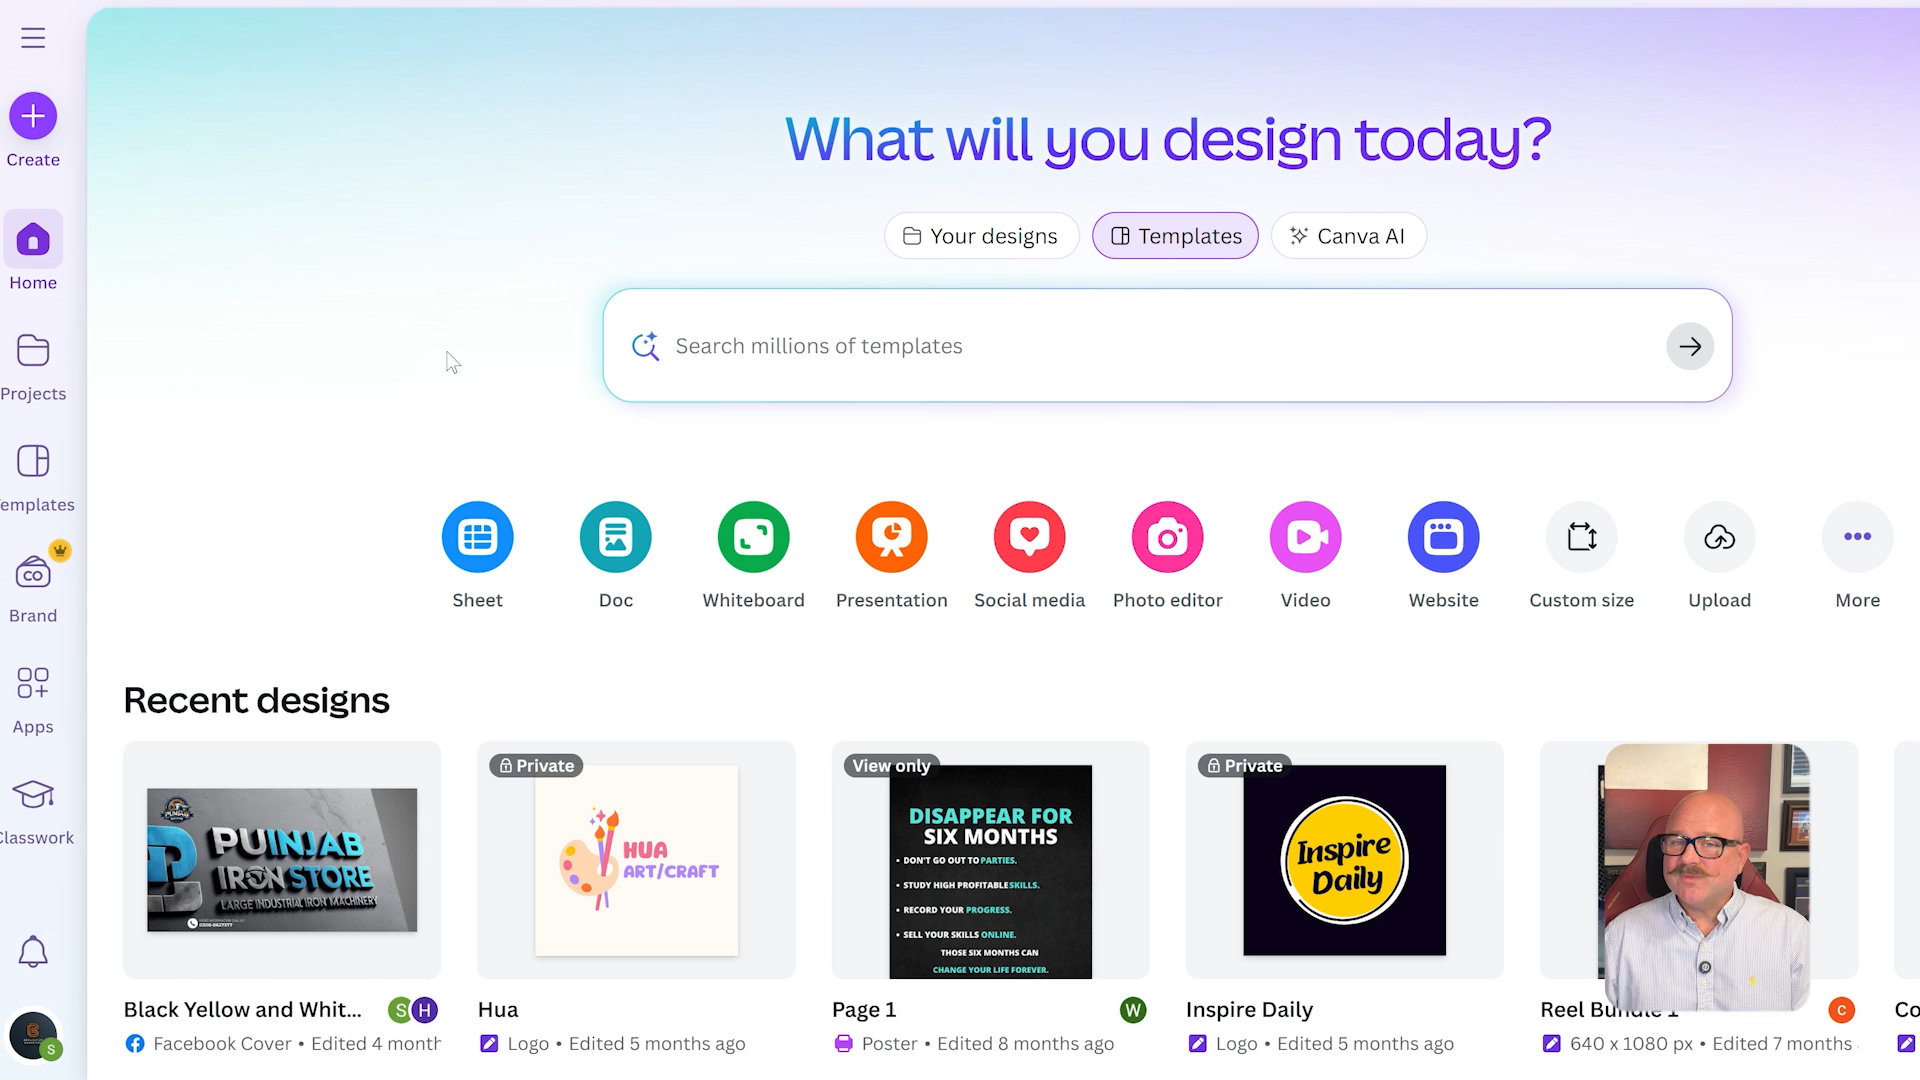 Create
Home
Projects
emplates
CO
Brand
Apps
Classwork
S
What will you design today?
Your designs
Templates
Canva AI
Search millions of templates
Sheet
Doc
Whiteboard
Presentation
Social media
Photo editor
Video
Website
Custom size
Upload
More
Recent designs
PUINJAB
IRON STORE
LARGE INDUSTRIAL IRON MACHINERY
Private
HUA
ART/CRAFT
View only
DISAPPEAR FOR
SIX MONTHS
• DON'T GO OUT TO PARTIES.
• STUDY HIGH PROFITABLE SKILLS.
• RECORD YOUR PROGRESS.
• SELL YOUR SKILLS ONLINE.
THOSE SIX MONTHS CAN
CHANGE YOUR LIFE FOREVER.
Private
Inspire
Daily
Black Yellow and Whit...
S H
Facebook Cover • Edited 4 month
Hua
Logo • Edited 5 months ago
Page 1
W
Poster • Edited 8 months ago
Inspire Daily
Logo • Edited 5 months ago
Reel Bundle 1
C
640 x 1080 px • Edited 7 months
Co